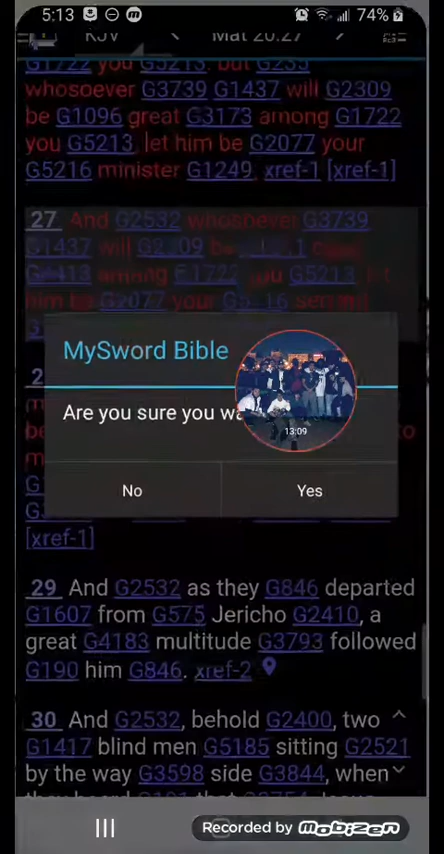 5:13
74%
KJV Mat 20:27
G1722 you G5213: but G235
whosoever G3739 G1437 will G2309
be G1096 great G3173 among G1722
you G5213, let him be G2077 your
G5216 minister G1249, xref-1 [xref-1]
27 And G2532 whosoever G3739
G1437 will
among G1722 you G5213, let
him be G2077 your
MySword Bible
Are you sure you
13:09
No Yes
[xref-1]
29 And G2532 as they G846 departed
G1607 from G575 Jericho G2410, a
great G4183 multitude G3793 followed
G190 him G846. xref-2
30 And G2532, behold G2400, two
G1417 blind men G5185 sitting G2521
by the way G3598 side G3844, when
Recorded by Mobizen